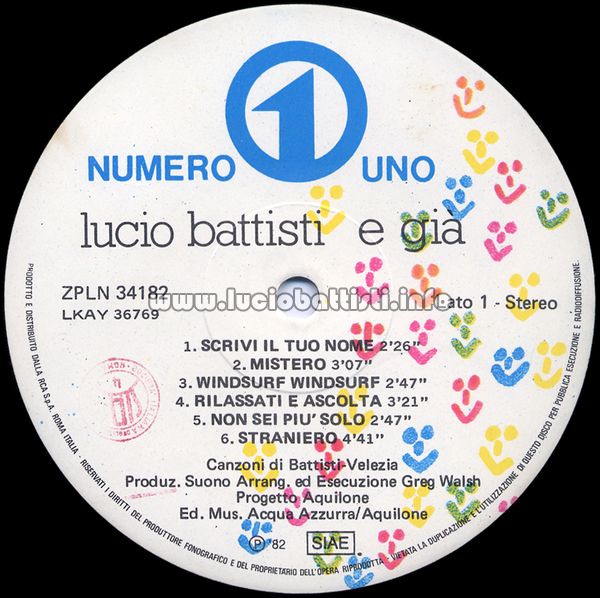 1
NUMERO UNO
lucio battisti e già
ZPLN 34182
LKAY 36769
Lato 1 - Stereo
www.luciobattisti.info
1. SCRIVI IL TUO NOME 2'26"
2. MISTERO 3'07"
3. WINDSURF WINDSURF 2'47"
4. RILASSATI E ASCOLTA 3'21"
5. NON SEI PIU' SOLO 2'47"
6. STRANIERO 4'41"
Canzoni di Battisti-Velezia
Produz. Suono Arrang. ed Esecuzione Greg Walsh
Progetto Aquilone
Ed. Mus. Acqua Azzurra/Aquilone
Ⓟ '82 SIAE
PRODOTTO E DISTRIBUITO DALLA RCA S.p.A. ROMA ITALIA - RISERVATI I DIRITTI DEL PRODUTTORE FONOGRAFICO E DEL PROPRIETARIO DELL'OPERA RIPRODOTTA - VIETATA LA DUPLICAZIONE E L'UTILIZZAZIONE DI QUESTO DISCO PER PUBBLICA ESECUZIONE E RADIODIFFUSIONE.